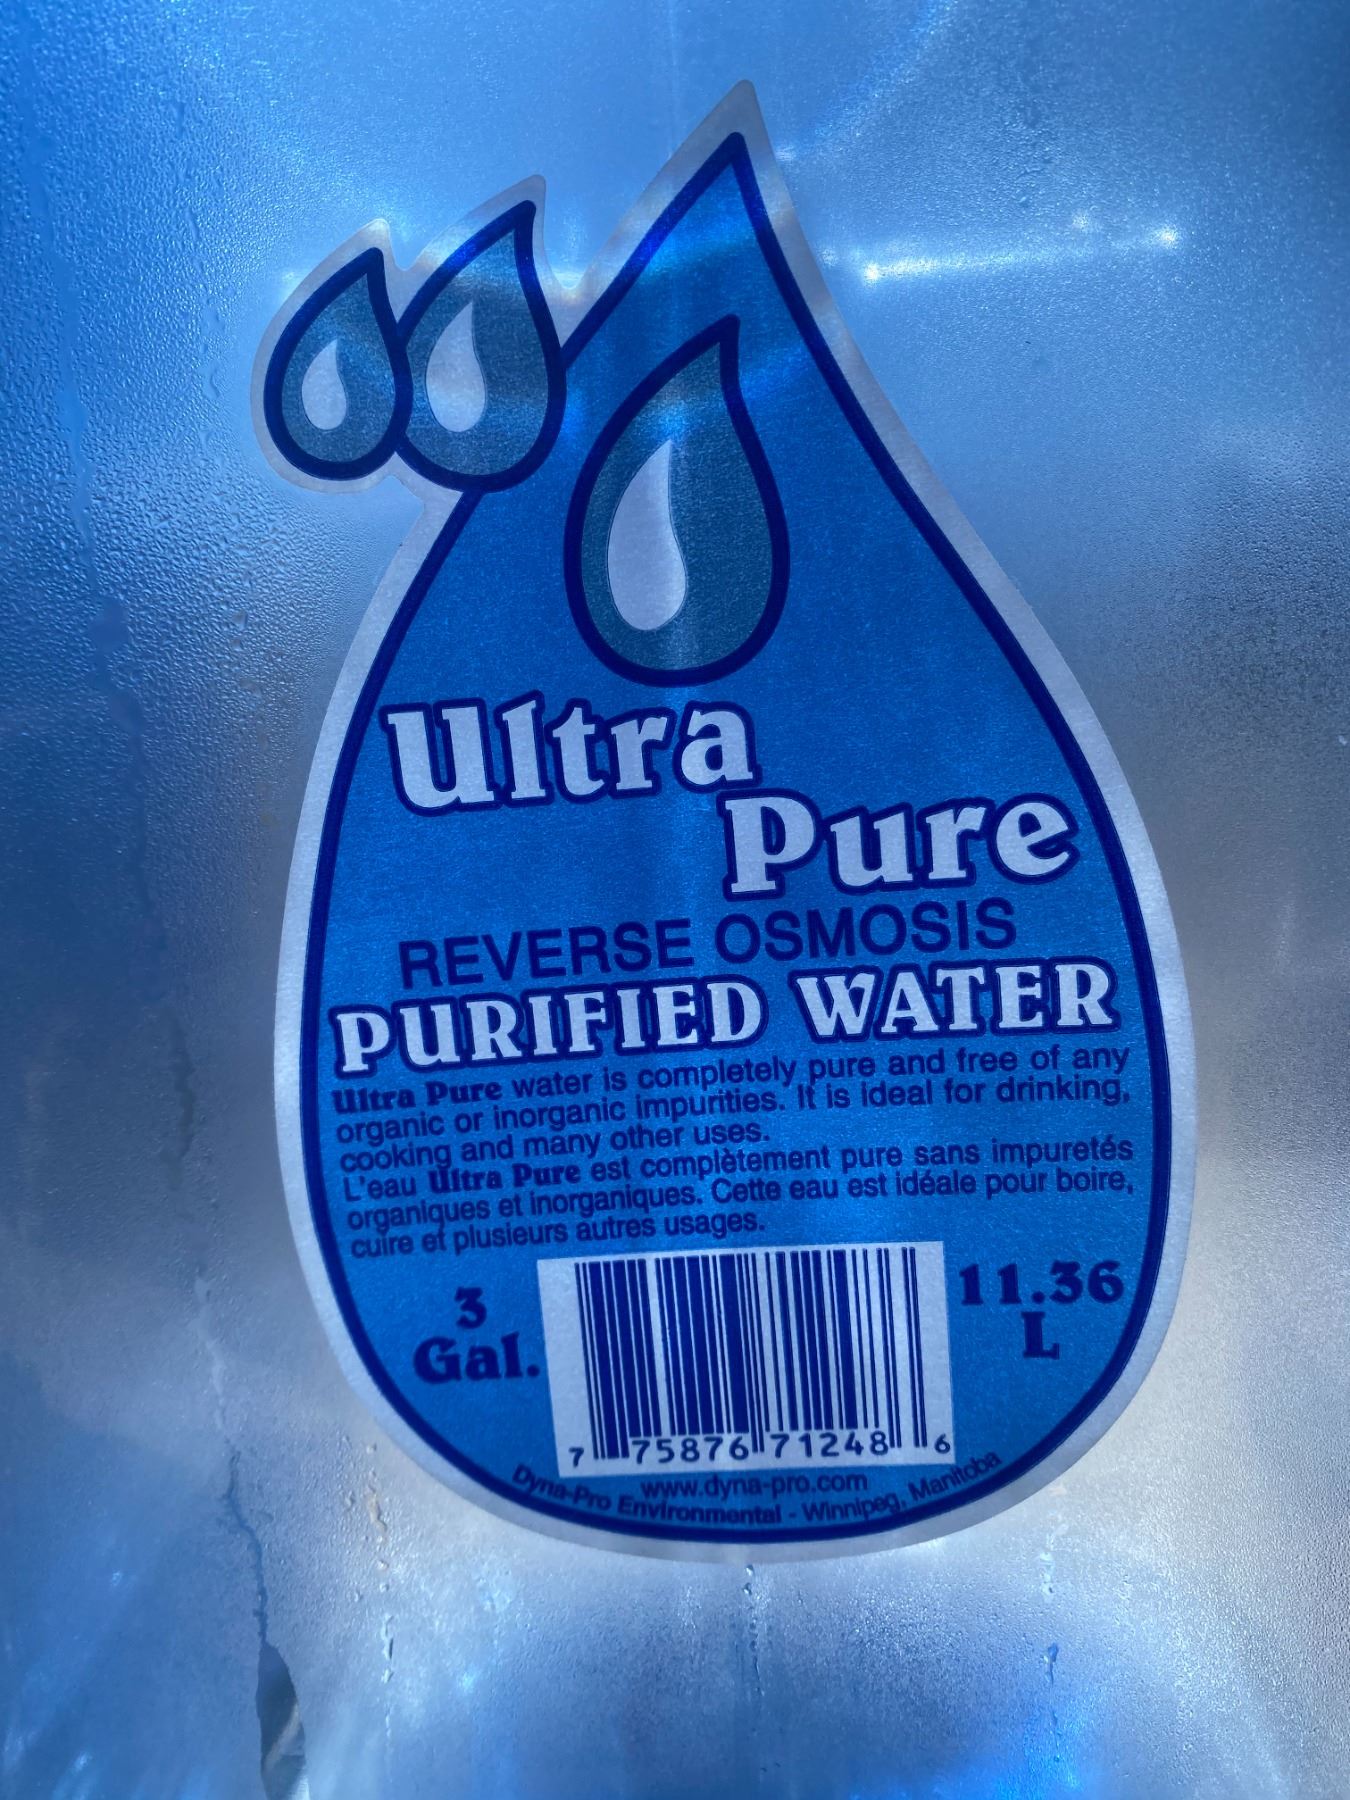 Ultra
Pure
REVERSE OSMOSIS
PURIFIED WATER
Ultra Pure water is completely pure and free of any
organic or inorganic impurities. It is ideal for drinking,
cooking and many other uses.
L'eau Ultra Pure est complètement pure sans impuretés
organiques et inorganiques. Cette eau est idéale pour boire,
cuire et plusieurs autres usages.
3
Gal.
11.36
L
7 75876 71248 6
www.dyna-pro.com
Dyna-Pro Environmental - Winnipeg, Manitoba